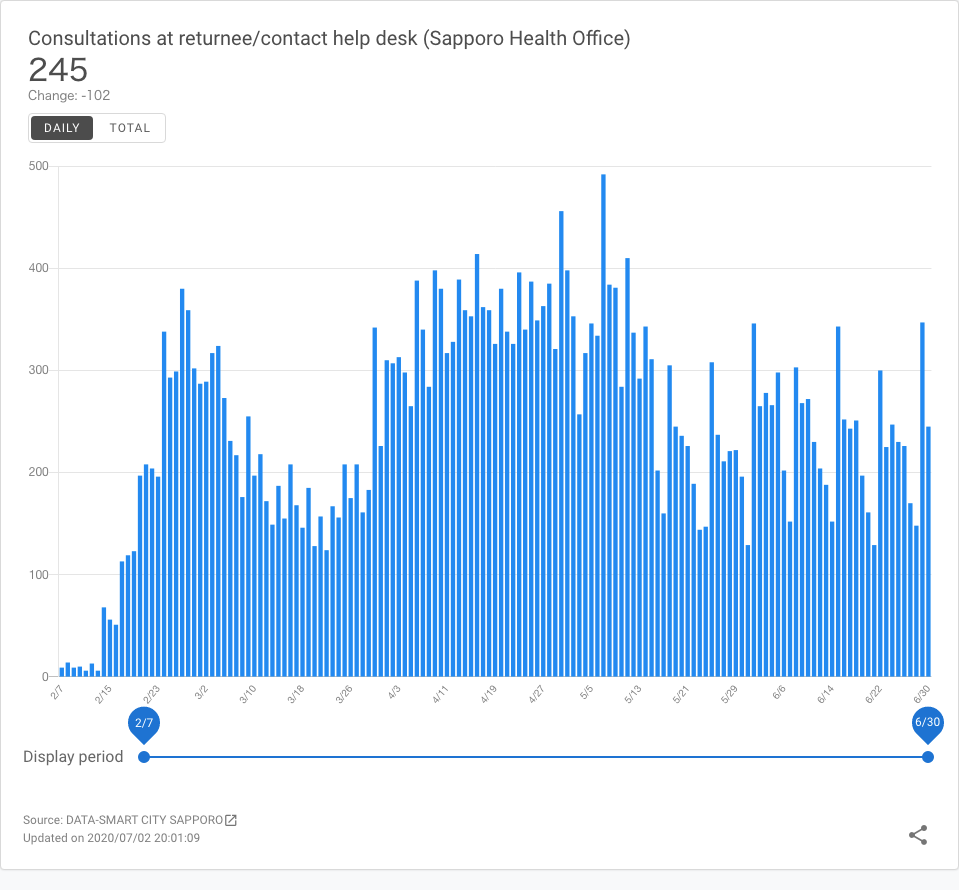 Consultations at returnee/contact help desk (Sapporo Health Office)
245
Change: -102
DAILY TOTAL
500
400
300
200
100
0
2/7 2/15 2/23 3/2 3/10 3/18 3/26 4/3 4/11 4/19 4/27 5/5 5/13 5/21 5/29 6/6 6/14 6/22 6/30
2/7 6/30
Display period
Source: DATA-SMART CITY SAPPORO
Updated on 2020/07/02 20:01:09